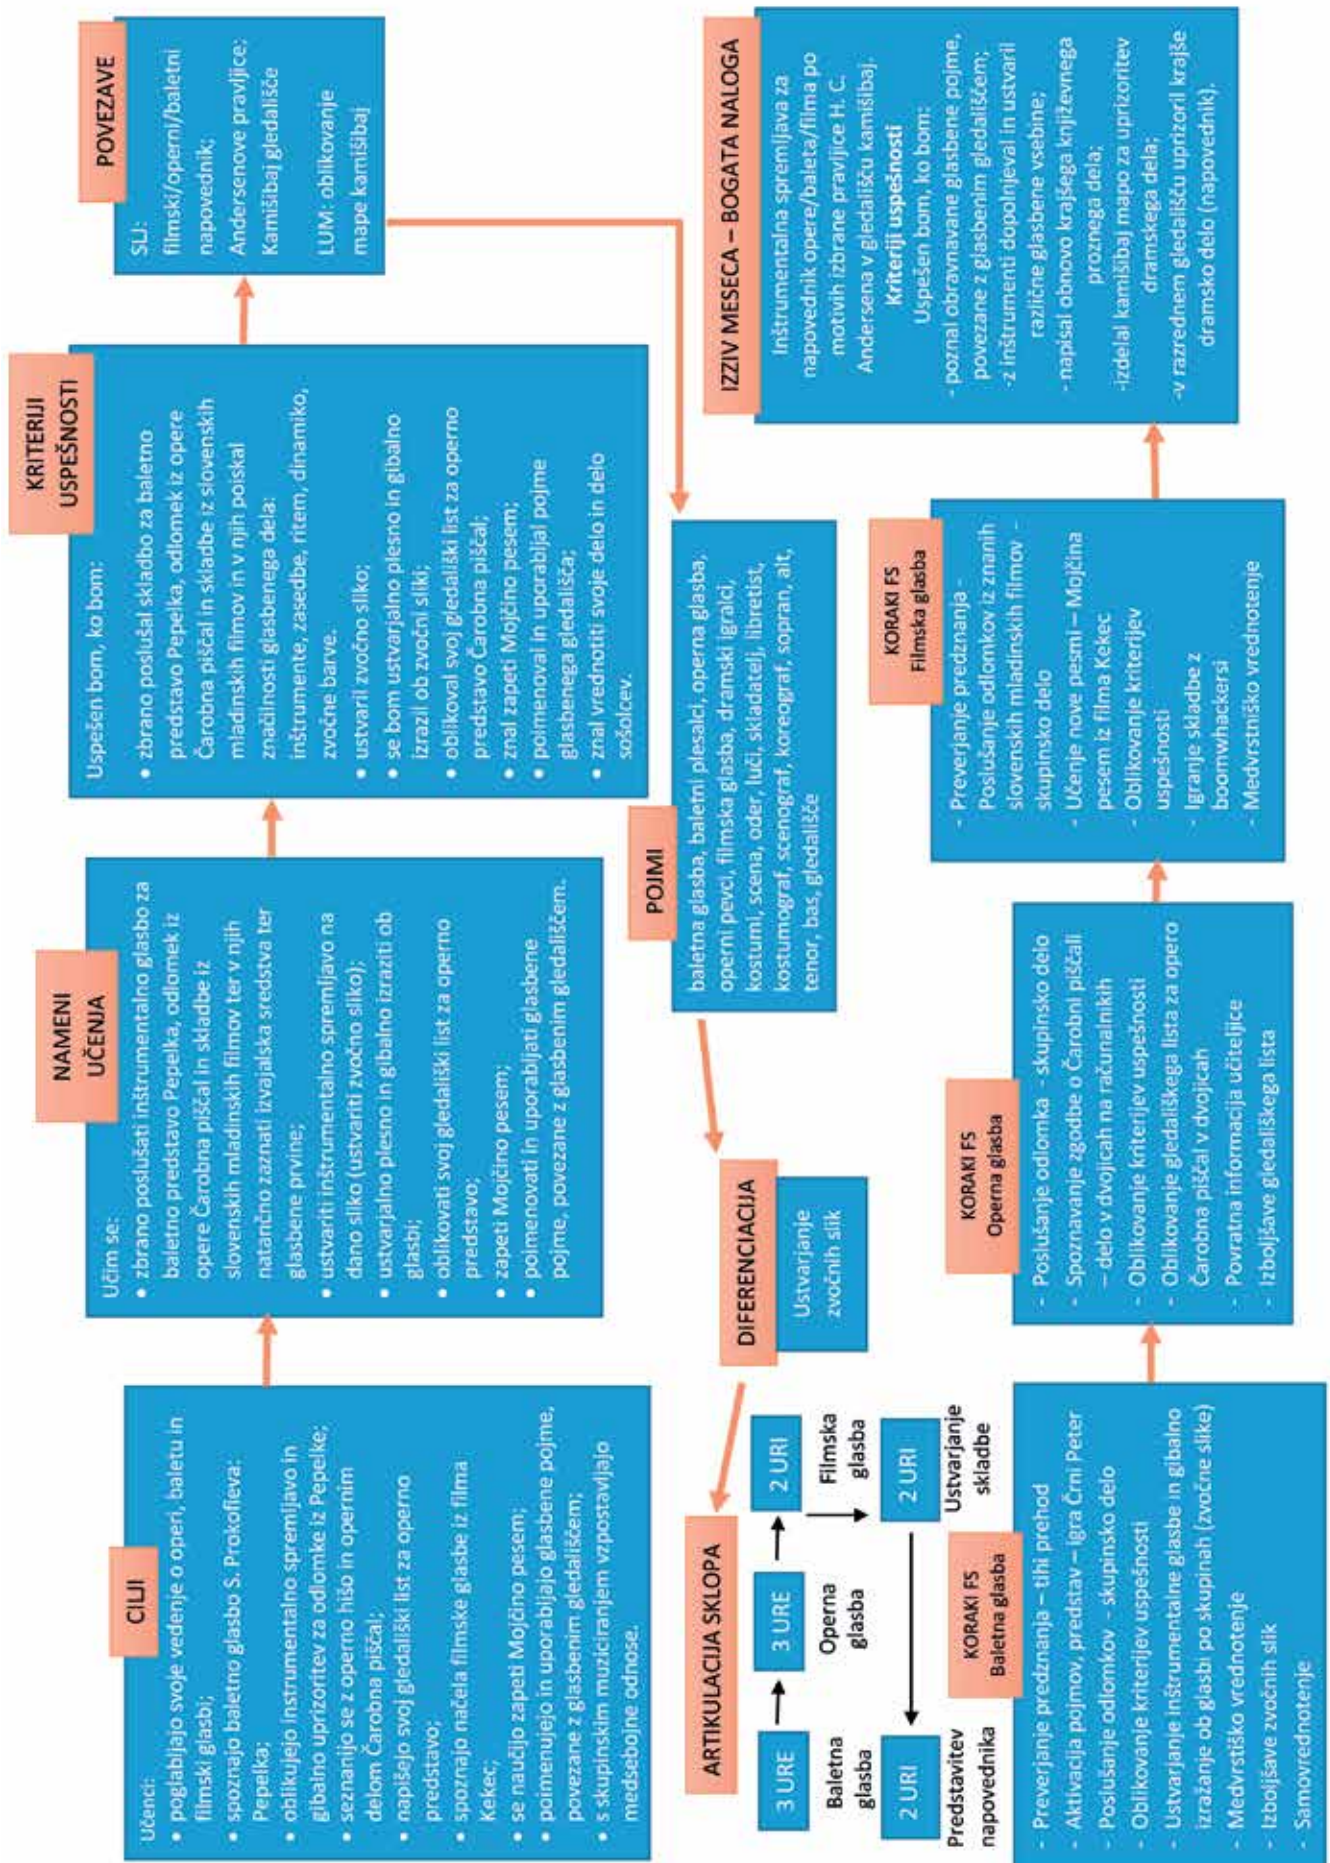 CILJI
Učenci:
• poglabljajo svoje vedenje o operi, baletu in
filmski glasbi;
• spoznajo baletno glasbo S. Prokofjeva:
Pepelka;
• oblikujejo instrumentalno spremljavo in
gibalno uprizoritev za odlomke iz Pepelke;
• seznanijo se z operno hišo in opernim
delom Čarobna piščal;
• napišejo svoj gledališki list za operno
predstavo;
• spoznajo načela filmske glasbe iz filma
Kekec;
• se naučijo zapeti Mojčino pesem;
• poimenujejo in uporabljajo glasbene pojme,
povezane z glasbenim gledališčem;
• s skupinskim muziciranjem vzpostavljajo
medsebojne odnose.
NAMENI
UČENJA
Učim se:
• zbrano poslušati inštrumentalno glasbo za
baletno predstavo Pepelka, odlomek iz
opere Čarobna piščal in skladbe iz
slovenskih mladinskih filmov ter v njih
natančno zaznati izvajalska sredstva ter
glasbene prvine;
• ustvariti inštrumentalno spremljavo na
dano sliko (ustvariti zvočno sliko);
• ustvarjalno plesno in gibalno izraziti ob
glasbi;
• oblikovati svoj gledališki list za operno
predstavo;
• zapeti Mojčino pesem;
• poimenovati in uporabljati glasbene
pojme, povezane z glasbenim gledališčem.
KRITERIJI
USPEŠNOSTI
Uspešen bom, ko bom:
• zbrano poslušal skladbo za baletno
predstavo Pepelka, odlomek iz opere
Čarobna piščal in skladbe iz slovenskih
mladinskih filmov in v njih poiskal
značilnosti glasbenega dela:
inštrumente, zasedbe, ritem, dinamiko,
zvočne barve.
• ustvaril zvočno sliko;
• se bom ustvarjalno plesno in gibalno
izrazil ob zvočni sliki;
• oblikoval svoj gledališki list za operno
predstavo Čarobna piščal;
• znal zapeti Mojčino pesem;
• poimenoval in uporabljal pojme
glasbenega gledališča;
• znal vrednotiti svoje delo in delo
sošolcev.
POVEZAVE
SLJ:
filmski/operni/baletni
napovednik;
Andersenove pravljice;
Kamišibaj gledališče
LUM: oblikovanje
mape kamišibaj
POJMI
baletna glasba, baletni plesalci, operna glasba,
operni pevci, filmska glasba, dramski igralci,
kostumi, scena, oder, luči, skladatelj, libretist,
kostumograf, scenograf, koreograf, sopran, alt,
tenor, bas, gledališče
DIFERENCIACIJA
Ustvarjanje
zvočnih slik
ARTIKULACIJA SKLOPA
3 URE
Baletna
glasba
3 URE
Operna
glasba
2 URI
Filmska
glasba
2 URI
Ustvarjanje
skladbe
2 URI
Predstavitev
napovednika
KORAKI FS
Baletna glasba
- Preverjanje predznanja – tihi prehod
- Aktivacija pojmov, predstav – igra Črni Peter
- Poslušanje odlomkov - skupinsko delo
- Oblikovanje kriterijev uspešnosti
- Ustvarjanje inštrumentalne glasbe in gibalno
izražanje ob glasbi po skupinah (zvočne slike)
- Medvrstiško vrednotenje
- Izboljšave zvočnih slik
- Samovrednotenje
KORAKI FS
Operna glasba
- Poslušanje odlomka - skupinsko delo
- Spoznavanje zgodbe o Čarobni piščali
– delo v dvojicah na računalnikih
- Oblikovanje kriterijev uspešnosti
- Oblikovanje gledališkega lista za opero
Čarobna piščal v dvojicah
- Povratna informacija učiteljice
- Izboljšave gledališkega lista
KORAKI FS
Filmska glasba
- Preverjanje predznanja -
Poslušanje odlomkov iz znanih
slovenskih mladinskih filmov -
skupinsko delo
- Učenje nove pesmi – Mojčina
pesem iz filma Kekec
- Oblikovanje kriterijev
uspešnosti
- Igranje skladbe z
boomwhackersi
- Medvrstniško vrednotenje
IZZIV MESECA – BOGATA NALOGA
Inštrumentalna spremljava za
napovednik opere/baleta/filma po
motivih izbrane pravljice H. C.
Andersena v gledališču kamišibaj.
Kriteriji uspešnosti
Uspešen bom, ko bom:
- poznal obravnavane glasbene pojme,
povezane z glasbenim gledališčem;
-z inštrumenti dopolnjeval in ustvaril
različne glasbene vsebine;
- napisal obnovo krajšega književnega
proznega dela;
-izdelal kamišibaj mapo za uprizoritev
dramskega dela;
-v razrednem gledališču uprizoril krajše
dramsko delo (napovednik).